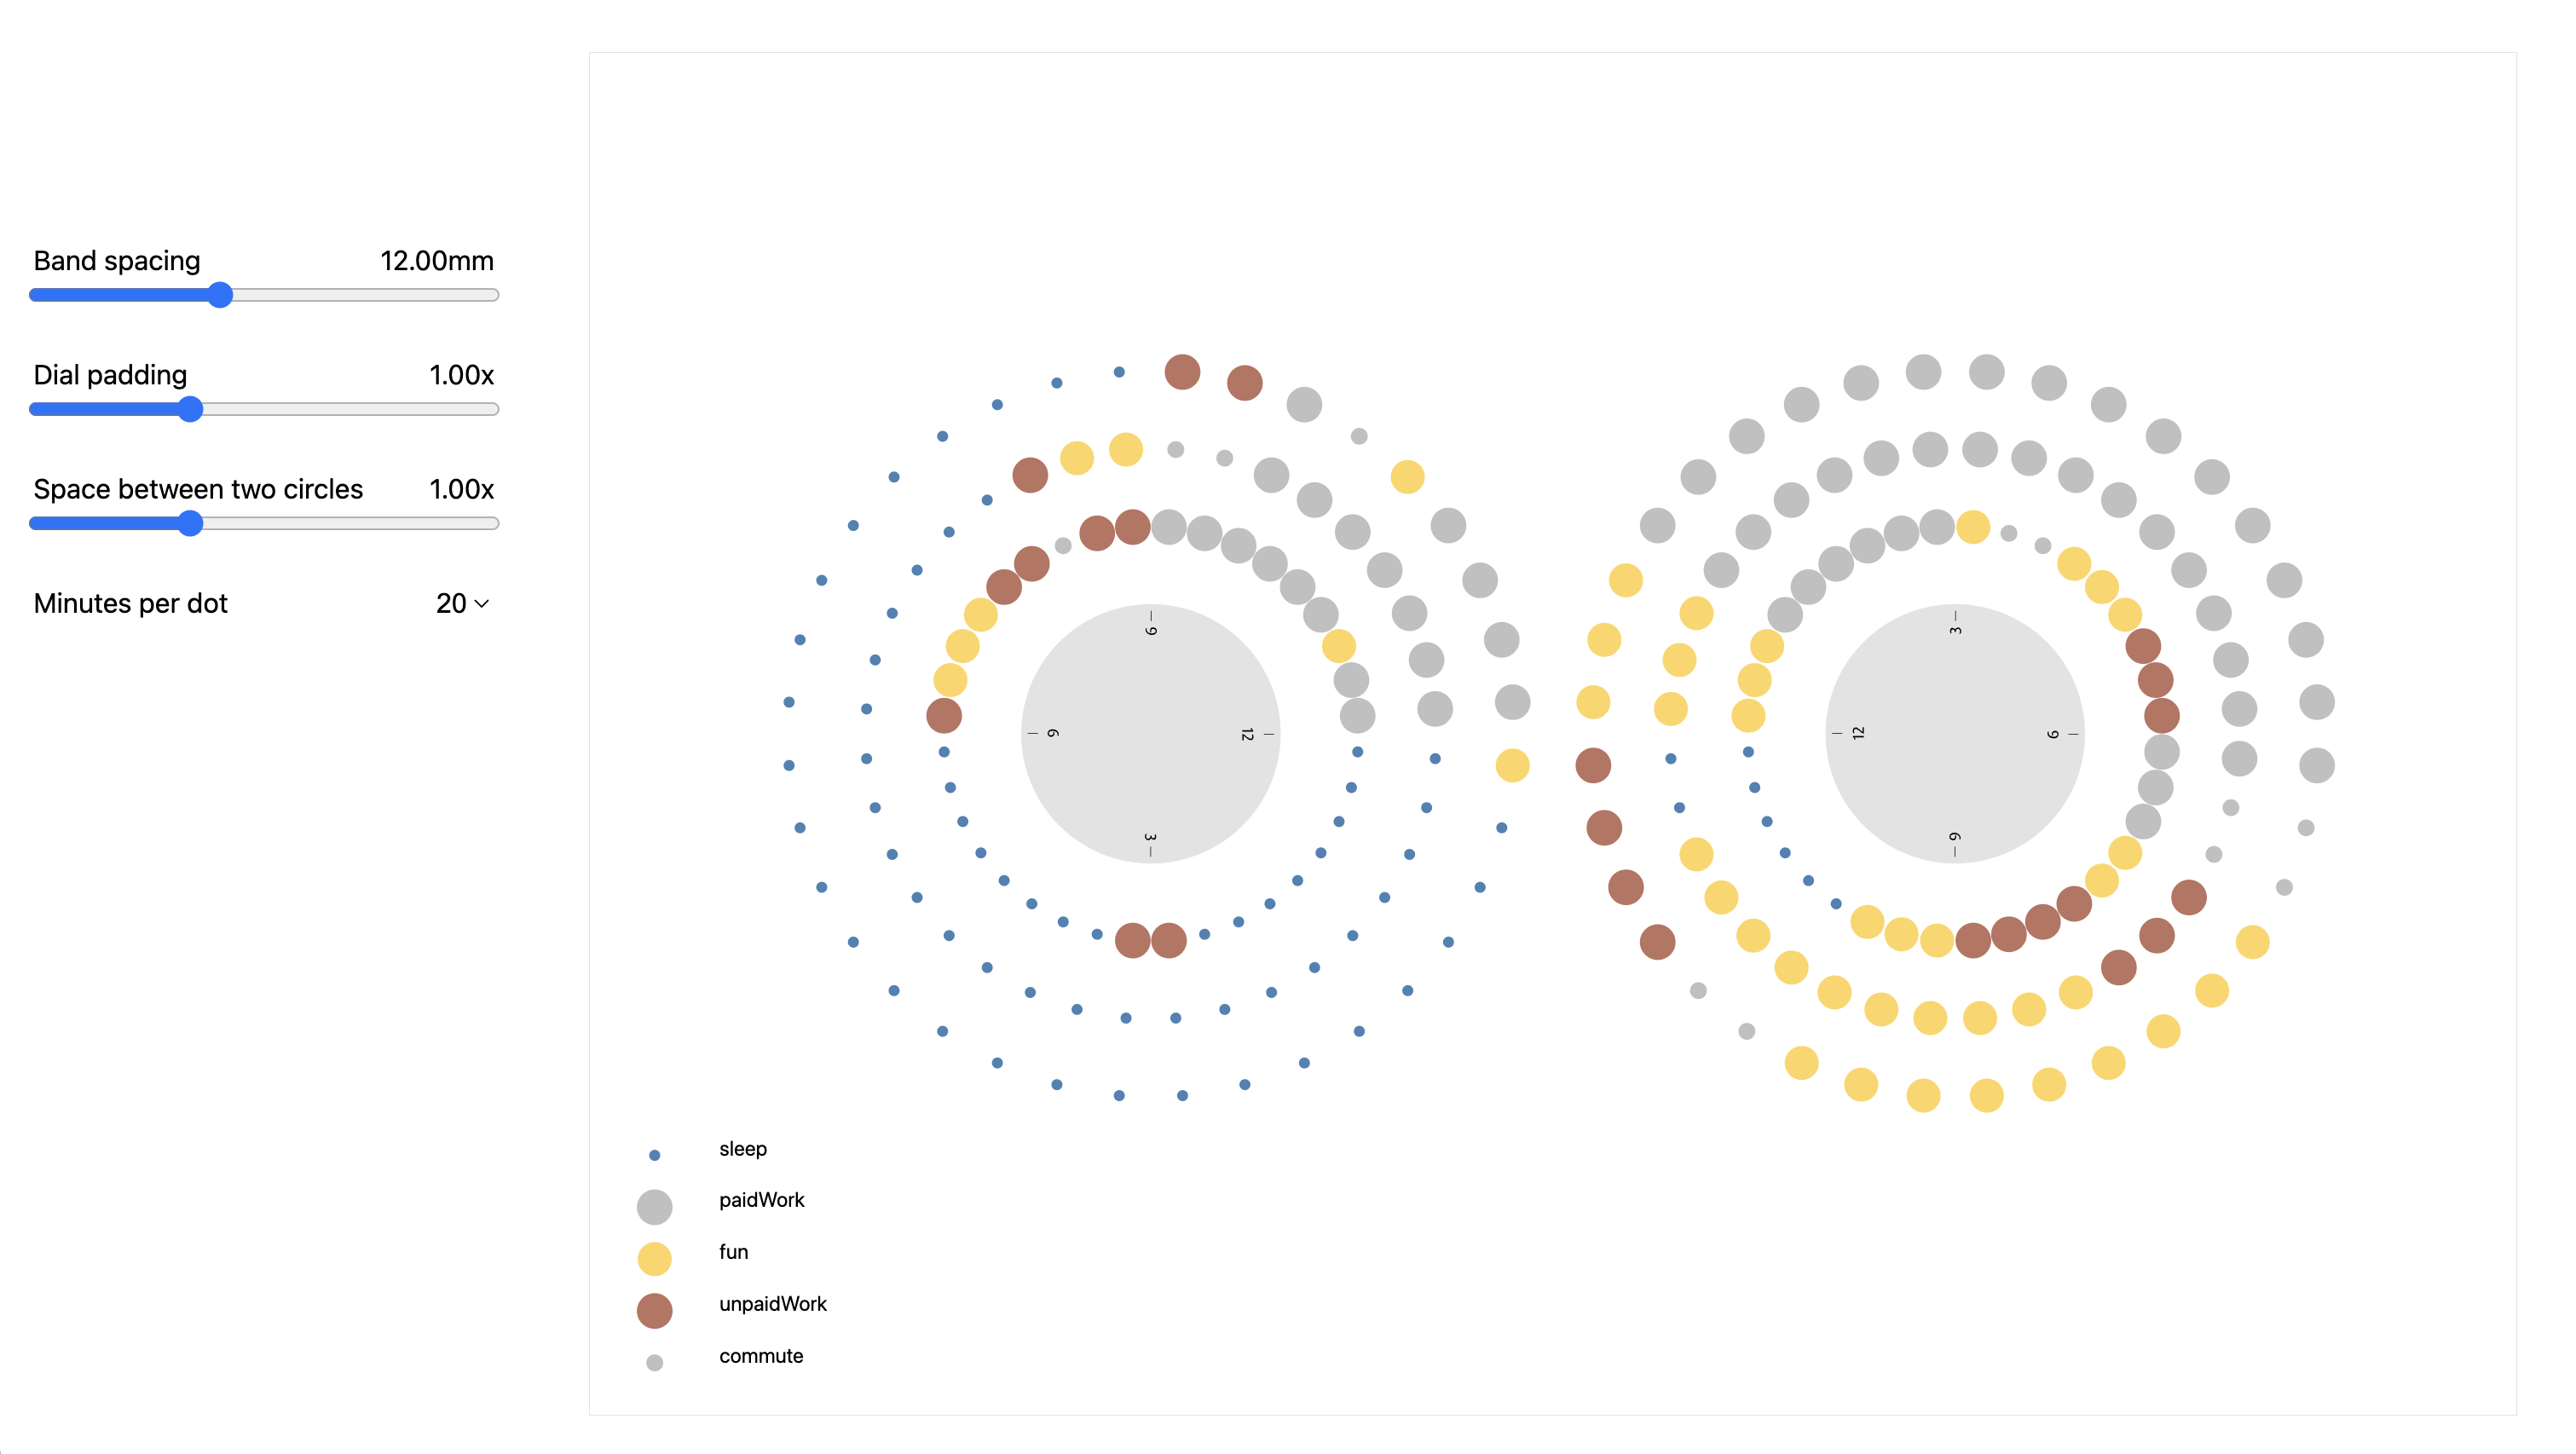 Band spacing 12.00mm
Dial padding 1.00x
Space between two circles 1.00x
Minutes per dot 20
9
6
12
3
3
12
6
9
sleep
paidWork
fun
unpaidWork
commute